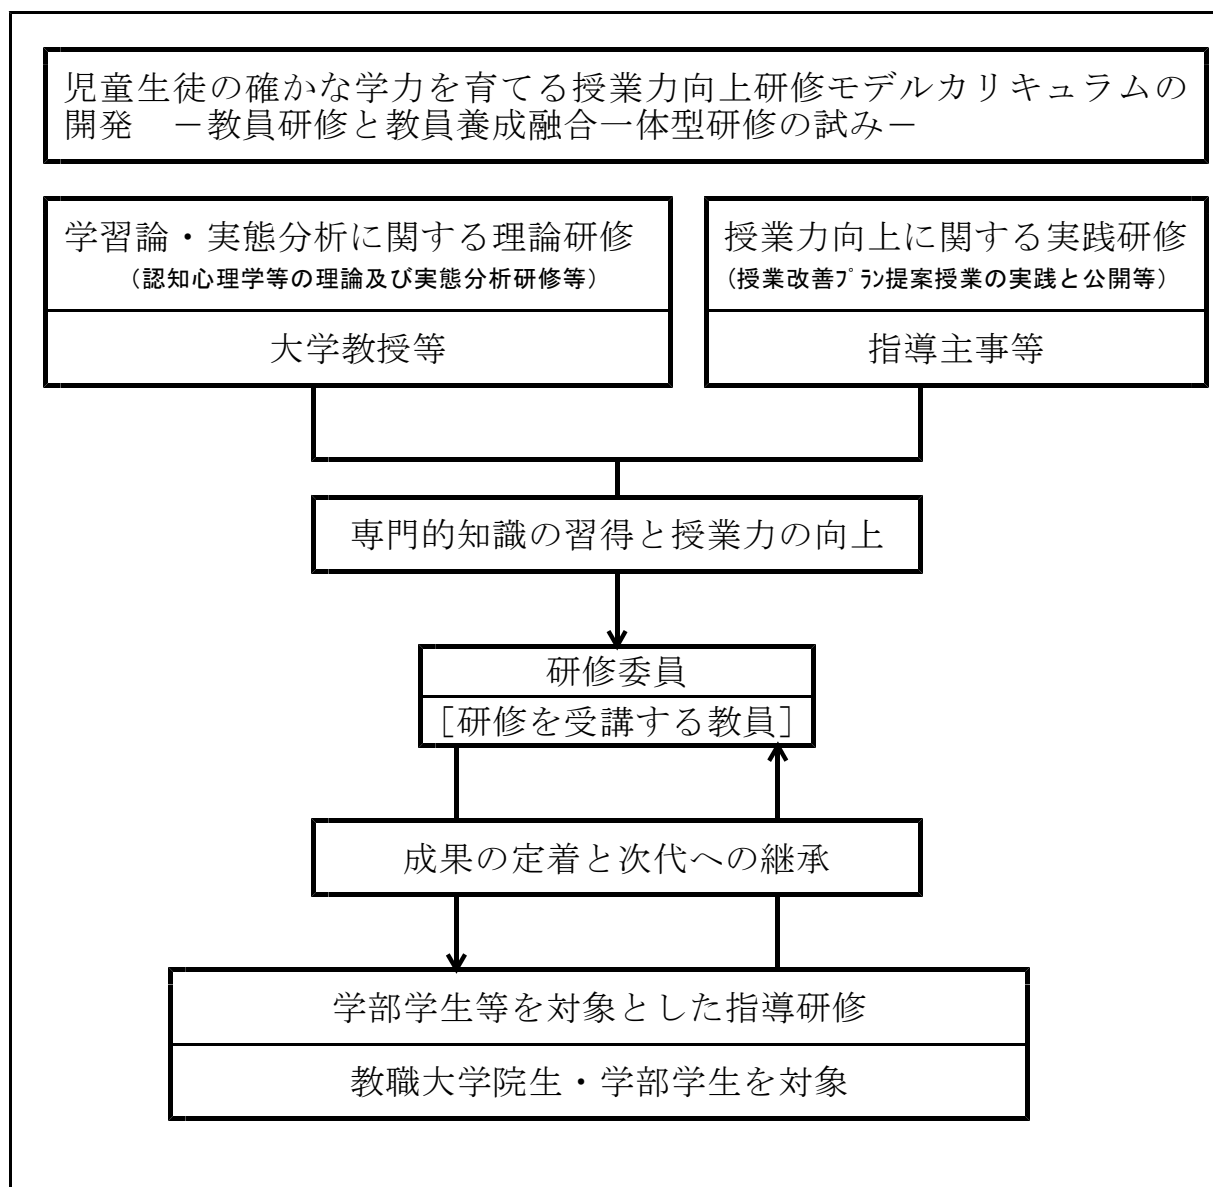 児童生徒の確かな学力を育てる授業力向上研修モデルカリキュラムの
開発　－教員研修と教員養成融合一体型研修の試み－
学習論・実態分析に関する理論研修
（認知心理学等の理論及び実態分析研修等）
大学教授等
授業力向上に関する実践研修
（授業改善ﾌﾟﾗﾝ提案授業の実践と公開等）
指導主事等
専門的知識の習得と授業力の向上
研修委員
［研修を受講する教員］
成果の定着と次代への継承
学部学生等を対象とした指導研修
教職大学院生・学部学生を対象